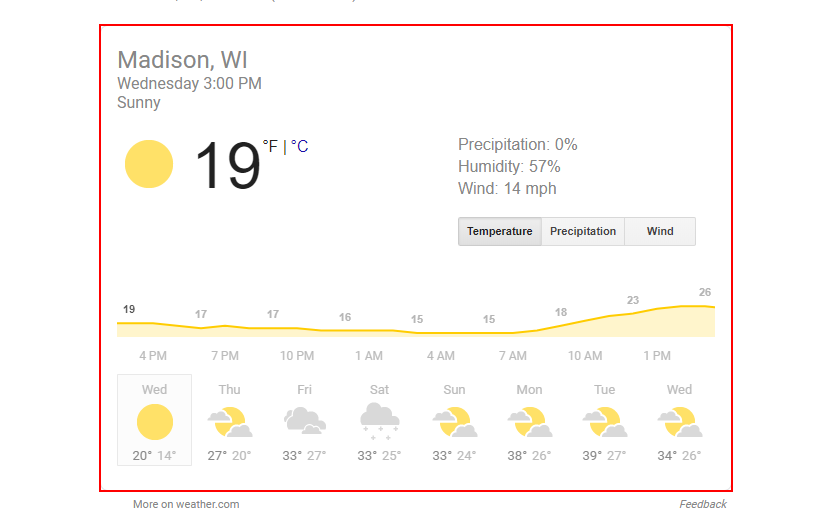 Madison, WI
Wednesday 3:00 PM
Sunny
19 °F | °C
Precipitation: 0%
Humidity: 57%
Wind: 14 mph
Temperature Precipitation Wind
19 17 17 16 15 15 18 23 26
4 PM 7 PM 10 PM 1 AM 4 AM 7 AM 10 AM 1 PM
Wed Thu Fri Sat Sun Mon Tue Wed
20° 14° 27° 20° 33° 27° 33° 25° 33° 24° 38° 26° 39° 27° 34° 26°
More on weather.com Feedback